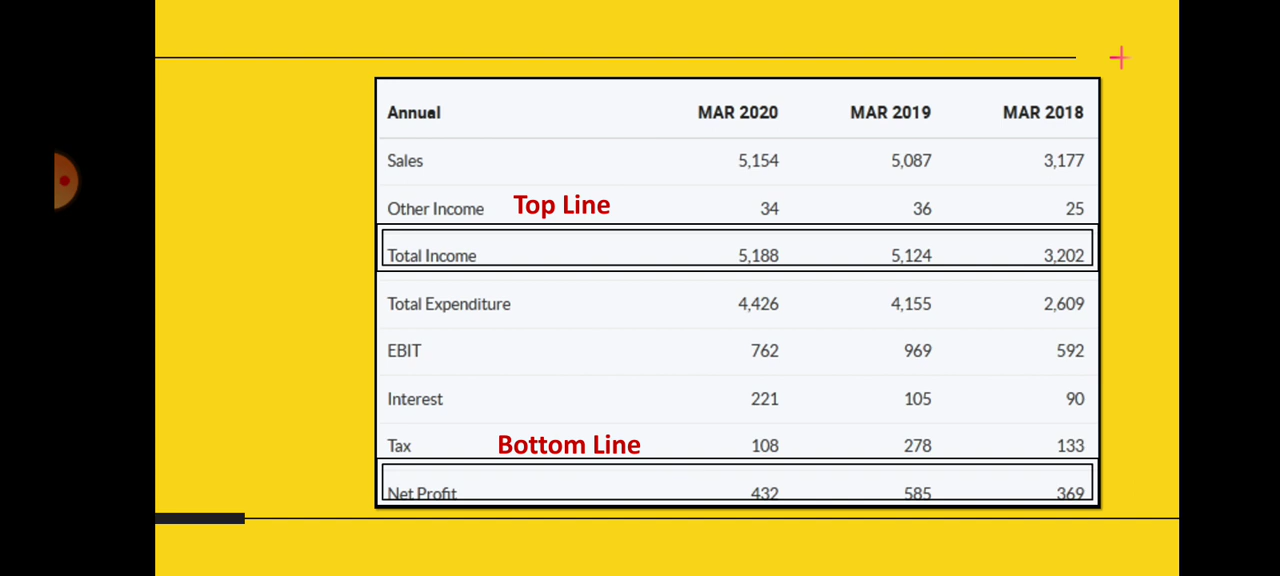 Annual MAR 2020 MAR 2019 MAR 2018
Sales 5,154 5,087 3,177
Other Income Top Line 34 36 25
Total Income 5,188 5,124 3,202
Total Expenditure 4,426 4,155 2,609
EBIT 762 969 592
Interest 221 105 90
Tax Bottom Line 108 278 133
Net Profit 432 585 369